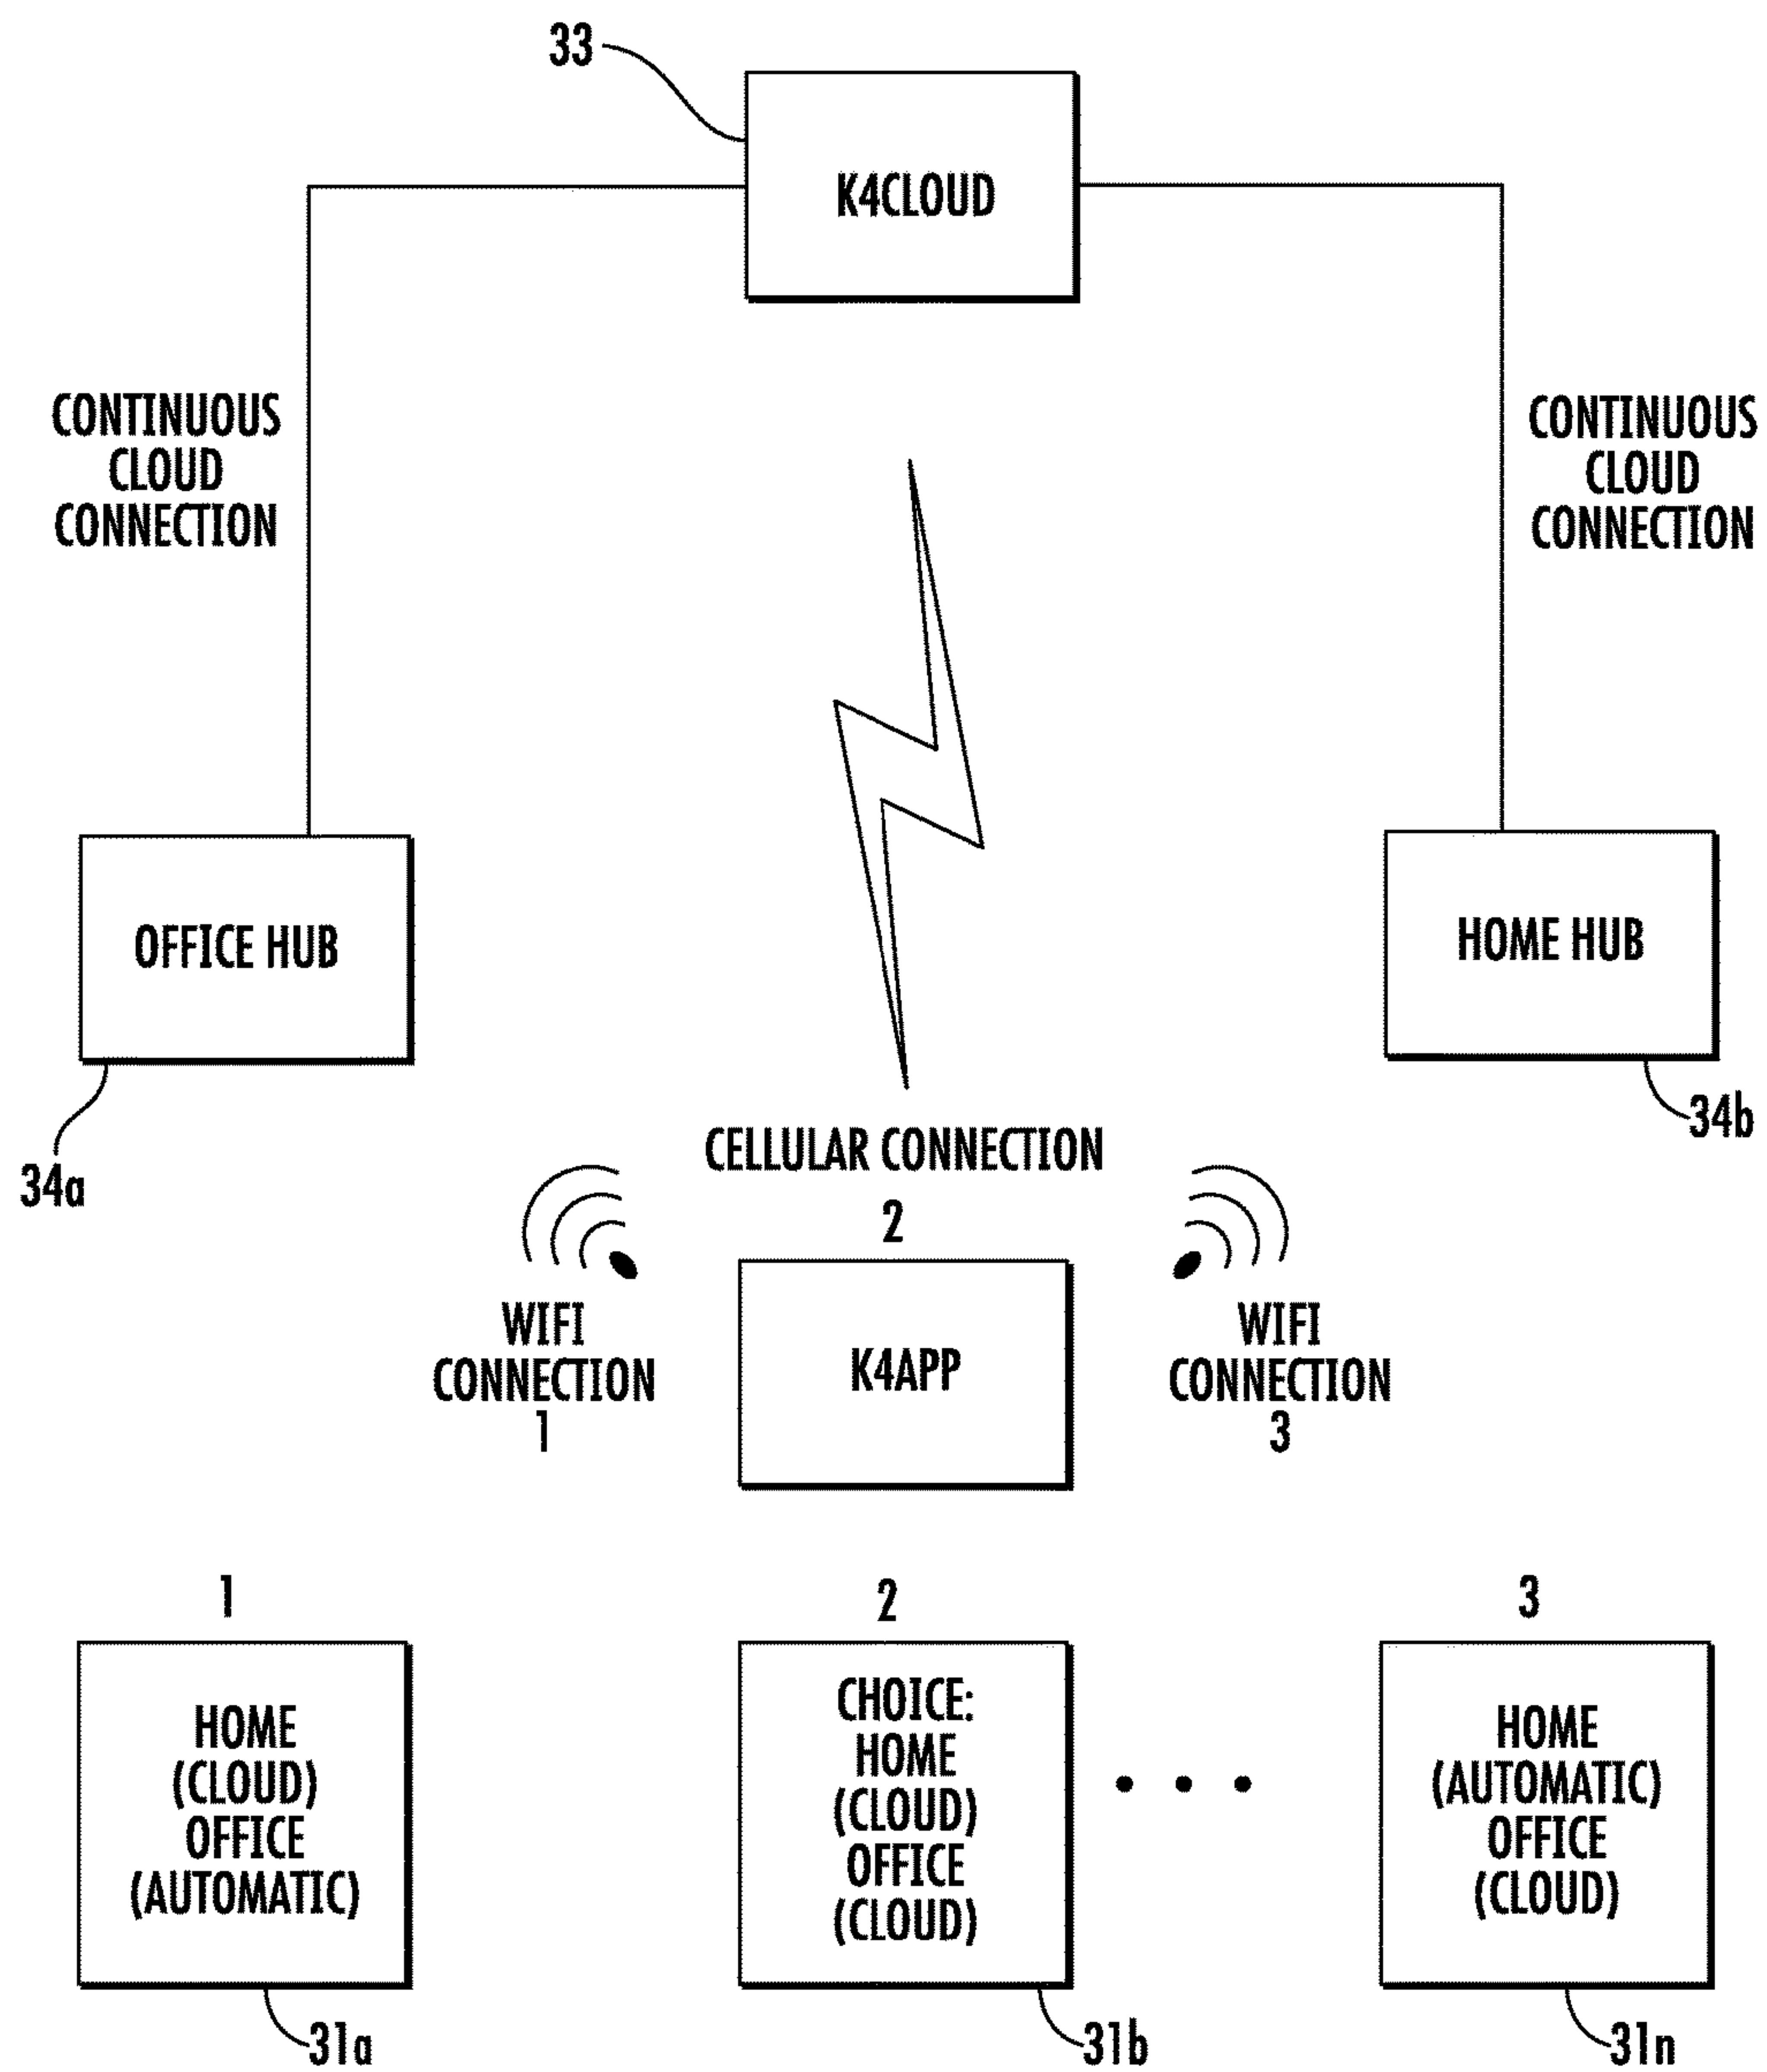 33
K4CLOUD
CONTINUOUS
CLOUD
CONNECTION
CONTINUOUS
CLOUD
CONNECTION
OFFICE HUB
HOME HUB
34a
34b
CELLULAR CONNECTION
2
WIFI
CONNECTION
1
K4APP
WIFI
CONNECTION
3
1
HOME
(CLOUD)
OFFICE
(AUTOMATIC)
31a
2
CHOICE:
HOME
(CLOUD)
OFFICE
(CLOUD)
31b
3
HOME
(AUTOMATIC)
OFFICE
(CLOUD)
31n